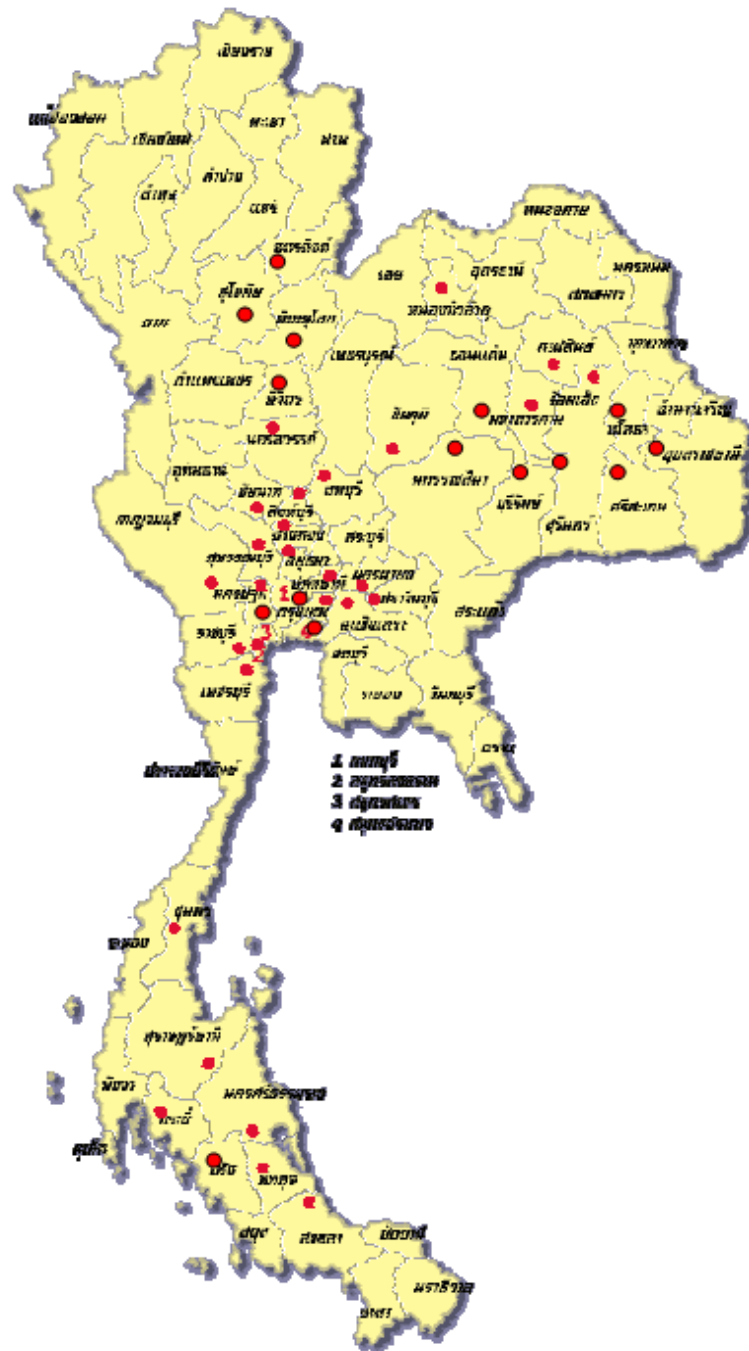 เชียงราย
แม่ฮ่องสอน
เชียงใหม่
พะเยา
น่าน
ลำปาง
ลำพูน
แพร่
อุตรดิตถ์
สุโขทัย
พิษณุโลก
ตาก
กำแพงเพชร
พิจิตร
เพชรบูรณ์
นครสวรรค์
อุทัยธานี
เลย
หนองบัวลำภู
อุดรธานี
หนองคาย
นครพนม
สกลนคร
ขอนแก่น
กาฬสินธุ์
มุกดาหาร
ชัยภูมิ
มหาสารคาม
ร้อยเอ็ด
ยโสธร
อำนาจเจริญ
อุบลราชธานี
นครราชสีมา
บุรีรัมย์
สุรินทร์
ศรีสะเกษ
ชัยนาท
ลพบุรี
สิงห์บุรี
กาญจนบุรี
สระบุรี
สุพรรณบุรี
อยุธยา
นครนายก
1
ปราจีนบุรี
สระแก้ว
ราชบุรี
3
4
2
ฉะเชิงเทรา
ชลบุรี
เพชรบุรี
ระยอง
จันทบุรี
ตราด
ประจวบคีรีขันธ์
1 นนทบุรี
2 สมุทรสงคราม
3 สมุทรสาคร
4 สมุทรปราการ
ชุมพร
ระนอง
สุราษฎร์ธานี
พังงา
นครศรีธรรมราช
กระบี่
ภูเก็ต
ตรัง
พัทลุง
สตูล
สงขลา
ปัตตานี
ยะลา
นราธิวาส